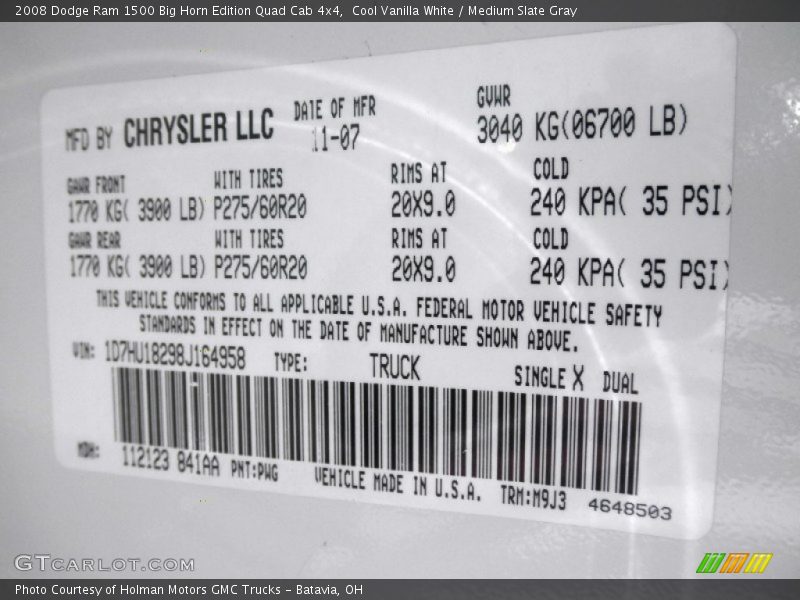 2008 Dodge Ram 1500 Big Horn Edition Quad Cab 4x4,  Cool Vanilla White / Medium Slate Gray
MFD BY CHRYSLER LLC DATE OF MFR GVWR
11-07 3040 KG(06700 LB)
GAWR FRONT WITH TIRES RIMS AT COLD
1770 KG( 3900 LB) P275/60R20 20X9.0 240 KPA( 35 PSI)
GAWR REAR WITH TIRES RIMS AT COLD
1770 KG( 3900 LB) P275/60R20 20X9.0 240 KPA( 35 PSI)
THIS VEHICLE CONFORMS TO ALL APPLICABLE U.S.A. FEDERAL MOTOR VEHICLE SAFETY
STANDARDS IN EFFECT ON THE DATE OF MANUFACTURE SHOWN ABOVE.
VIN: 1D7HU18298J164958 TYPE: TRUCK SINGLE X DUAL
MDH: 112123 841AA PNT:PWG VEHICLE MADE IN U.S.A. TRM:M9J3 4648503
GTCARLOT.COM
Photo Courtesy of Holman Motors GMC Trucks – Batavia, OH